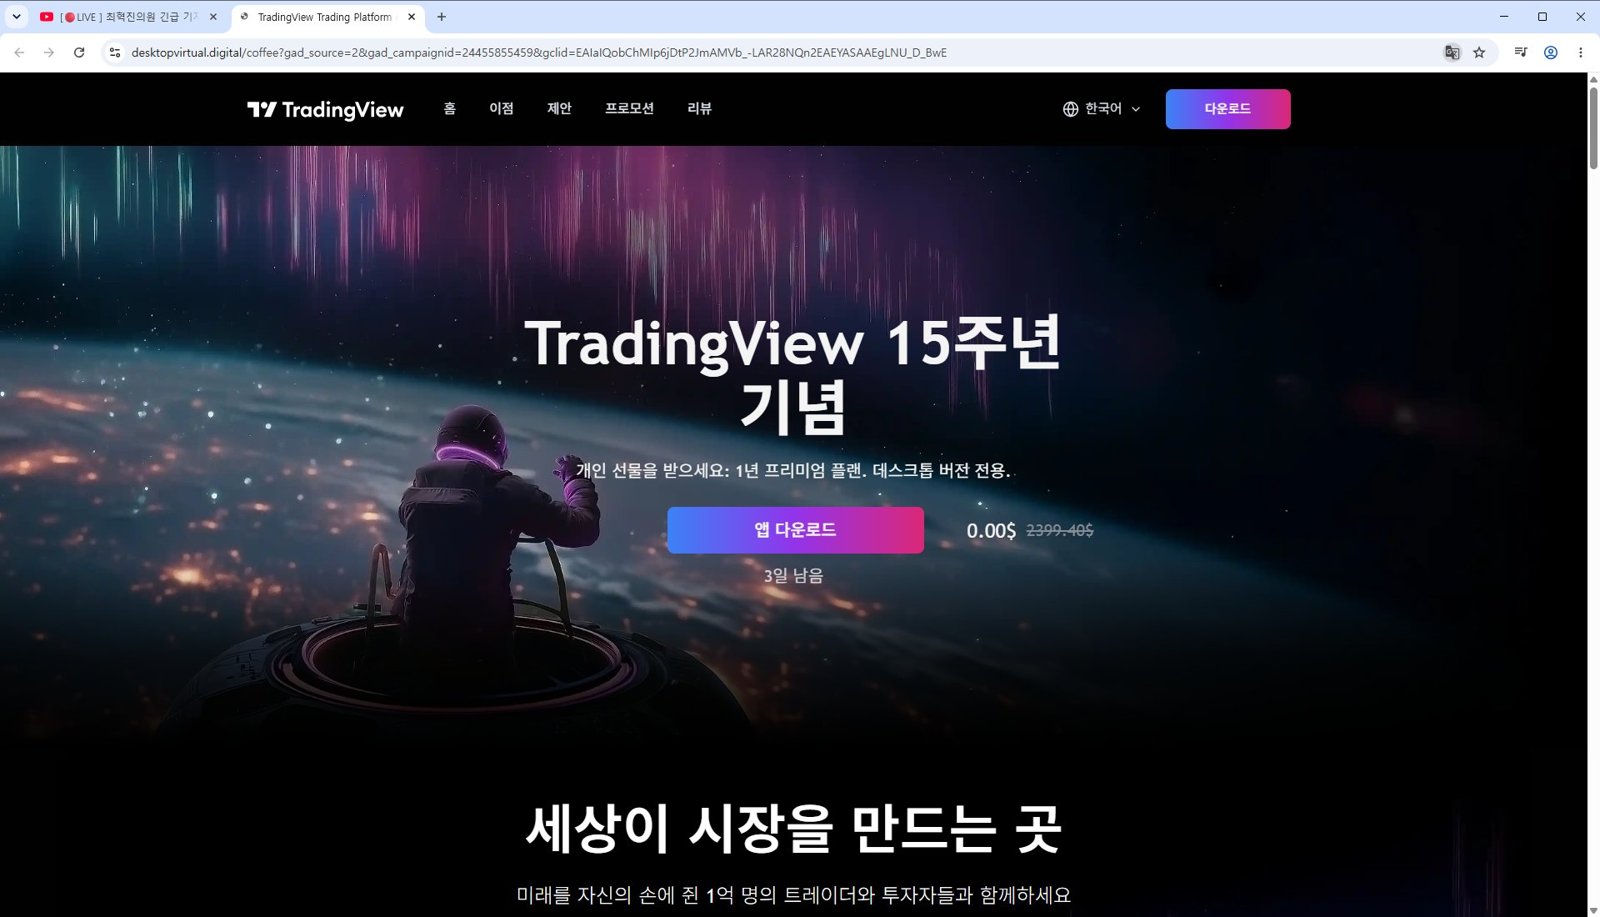 [🔴LIVE ] 최혁진의원 긴급 기자
TradingView Trading Platform
desktopvirtual.digital/coffee?gad_source=2&gad_campaignid=24455855459&gclid=EAIaIQobChMIp6jDtP2JmAMVb_-LAR28NQn2EAEYASAAEgLNU_D_BwE
TradingView
홈
이점
제안
프로모션
리뷰
한국어
다운로드
TradingView 15주년
기념
개인 선물을 받으세요: 1년 프리미엄 플랜. 데스크톱 버전 전용.
앱 다운로드
0.00$ 2399.40$
3일 남음
세상이 시장을 만드는 곳
미래를 자신의 손에 쥔 1억 명의 트레이더와 투자자들과 함께하세요